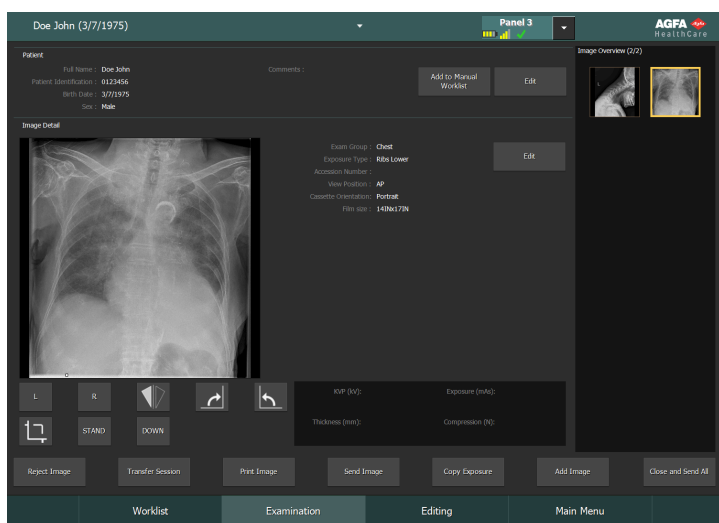 Doe John (3/7/1975)
Panel 3
AGFA
HealthCare
Patient
Full Name : Doe John
Comments :
Patient Identification : 0123456
Birth Date : 3/7/1975
Sex : Male
Add to Manual
Worklist
Edit
Image Overview (2/2)
L
Image Detail
Exam Group : Chest
Exposure Type : Ribs Lower
Accession Number :
View Position : AP
Cassette Orientation: Portrait
Film size : 14INx17IN
Edit
L
R
STAND
DOWN
KVP (kV):
Exposure (mAs):
Thickness (mm):
Compression (N):
Reject Image
Transfer Session
Print Image
Send Image
Copy Exposure
Add Image
Close and Send All
Worklist
Examination
Editing
Main Menu